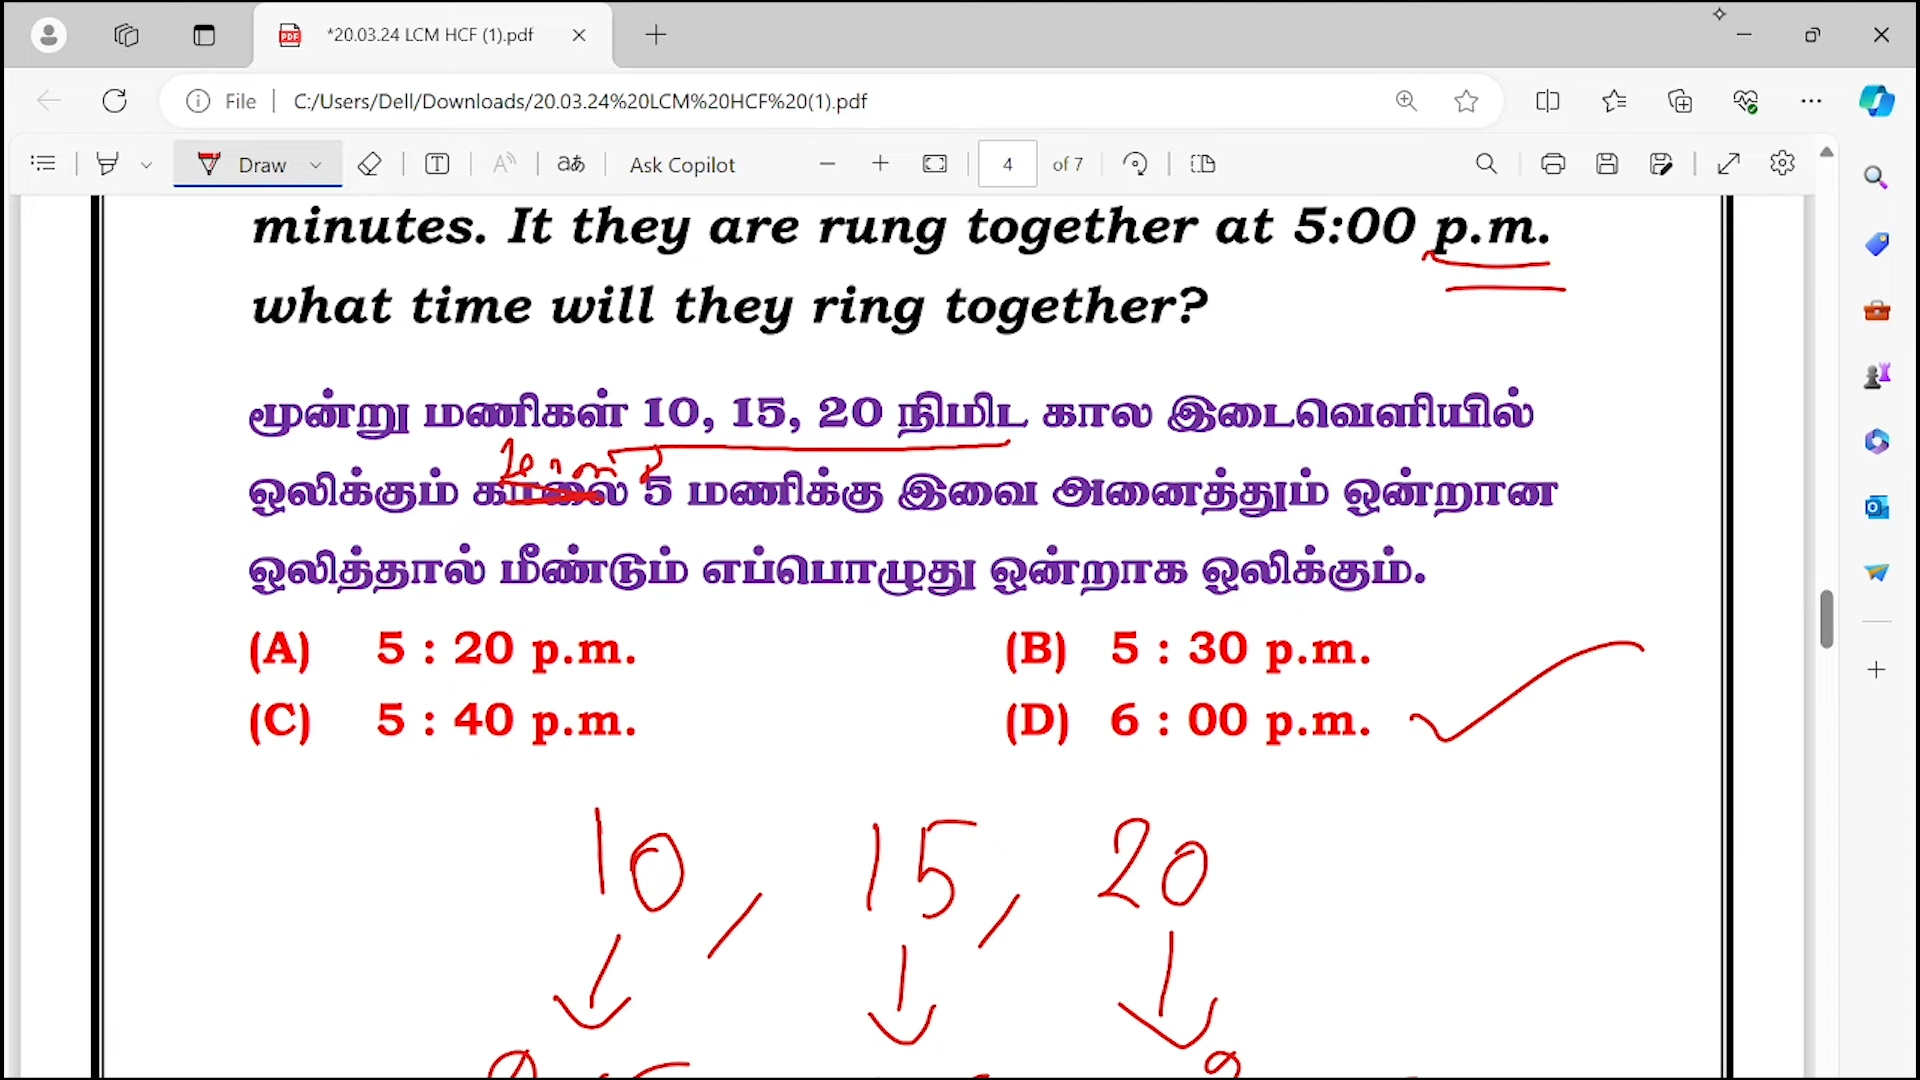 *20.03.24 LCM HCF (1).pdf
File
C:/Users/Dell/Downloads/20.03.24%20LCM%20HCF%20(1).pdf
Draw
Ask Copilot
4 of 7
minutes. It they are rung together at 5:00 p.m.
what time will they ring together?
மூன்று மணிகள் 10, 15, 20 நிமிட கால இடைவெளியில்
ஒலிக்கும் காலை 5 மணிக்கு இவை அனைத்தும் ஒன்றான
ஒலித்தால் மீண்டும் எப்பொழுது ஒன்றாக ஒலிக்கும்.
(A) 5 : 20 p.m. (B) 5 : 30 p.m.
(C) 5 : 40 p.m. (D) 6 : 00 p.m.
10, 15, 20